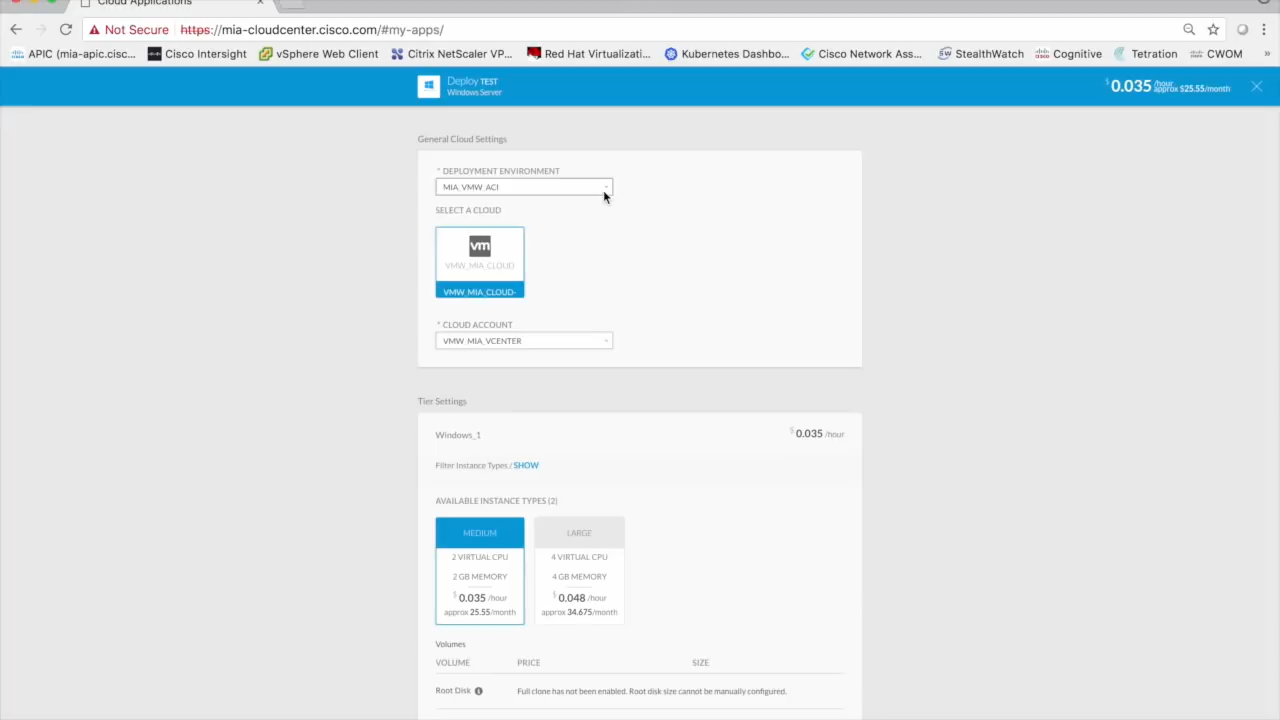 Cloud Applications
Not Secure https://mia-cloudcenter.cisco.com/#my-apps/
APIC (mia-apic.cisc... Cisco Intersight vSphere Web Client Citrix NetScaler VP... Red Hat Virtualizati... Kubernetes Dashbo... Cisco Network Ass... StealthWatch Cognitive Tetration CWOM »
Deploy TEST
Windows Server
$0.035 /hour approx $25.55/month
General Cloud Settings
* DEPLOYMENT ENVIRONMENT
MIA_VMW_ACI
SELECT A CLOUD
vm
VMW_MIA_CLOUD
VMW_MIA_CLOUD-
* CLOUD ACCOUNT
VMW_MIA_VCENTER
Tier Settings
Windows_1 $0.035 /hour
Filter Instance Types / SHOW
AVAILABLE INSTANCE TYPES (2)
MEDIUM LARGE
2 VIRTUAL CPU 4 VIRTUAL CPU
2 GB MEMORY 4 GB MEMORY
$0.035 /hour $0.048 /hour
approx 25.55/month approx 34.675/month
Volumes
VOLUME PRICE SIZE
Root Disk Full clone has not been enabled. Root disk size cannot be manually configured.